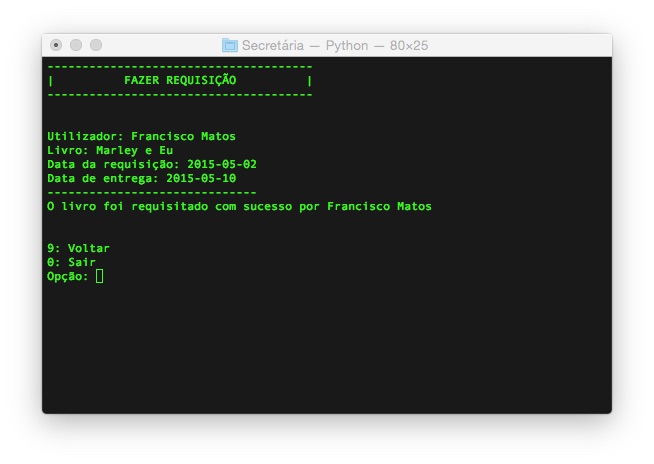 Secretária — Python — 80×25
--------------------------------------
|          FAZER REQUISIÇÃO          |
--------------------------------------
Utilizador: Francisco Matos
Livro: Marley e Eu
Data da requisição: 2015-05-02
Data de entrega: 2015-05-10
------------------------------
O livro foi requisitado com sucesso por Francisco Matos
9: Voltar
0: Sair
Opção: